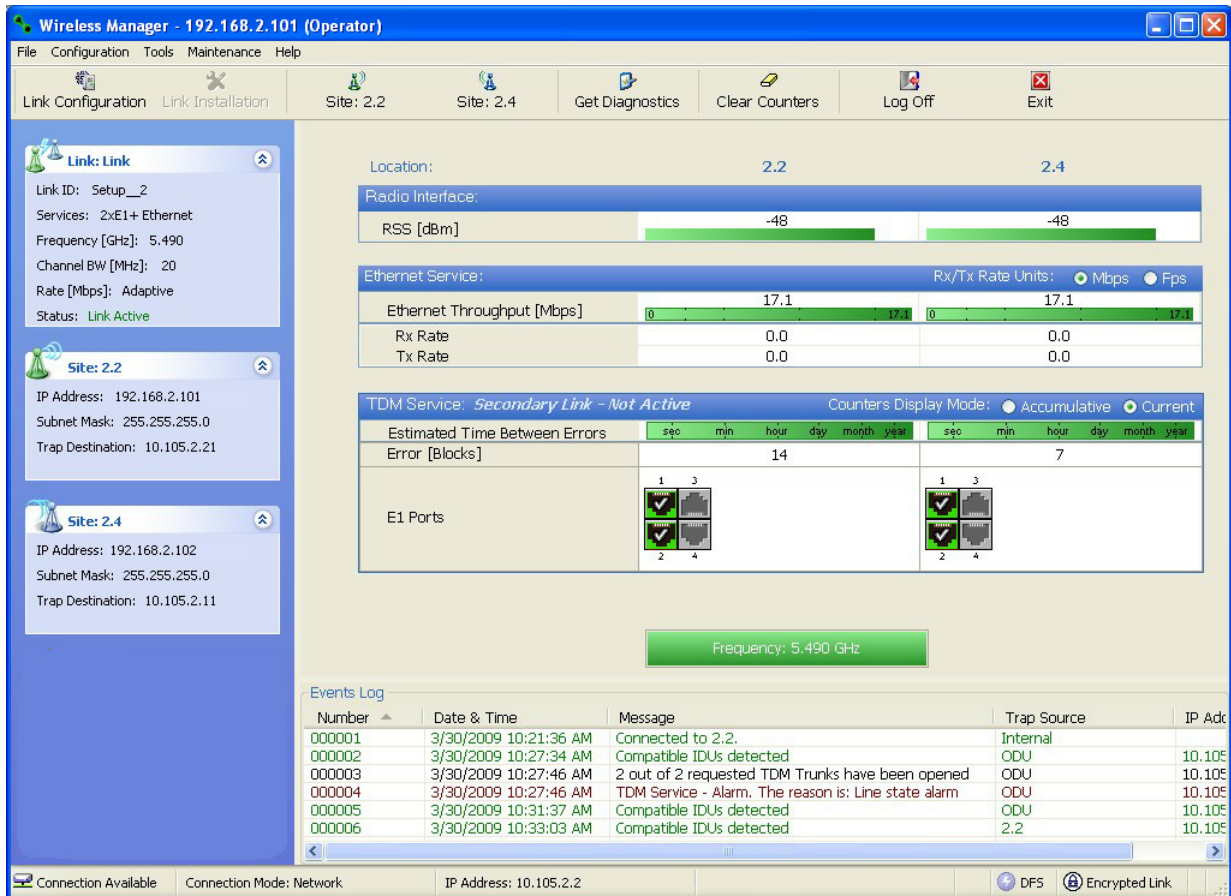 Wireless Manager - 192.168.2.101 (Operator)
File Configuration Tools Maintenance Help
Link Configuration Link Installation Site: 2.2 Site: 2.4 Get Diagnostics Clear Counters Log Off Exit
Link: Link
Link ID: Setup__2
Services: 2xE1+ Ethernet
Frequency [GHz]: 5.490
Channel BW [MHz]: 20
Rate [Mbps]: Adaptive
Status: Link Active
Site: 2.2
IP Address: 192.168.2.101
Subnet Mask: 255.255.255.0
Trap Destination: 10.105.2.21
Site: 2.4
IP Address: 192.168.2.102
Subnet Mask: 255.255.255.0
Trap Destination: 10.105.2.11
Location: 2.2 2.4
Radio Interface:
RSS [dBm] -48 -48
Ethernet Service: Rx/Tx Rate Units: Mbps Fps
Ethernet Throughput [Mbps] 17.1 17.1
0 17.1 0 17.1
Rx Rate 0.0 0.0
Tx Rate 0.0 0.0
TDM Service: Secondary Link - Not Active Counters Display Mode: Accumulative Current
Estimated Time Between Errors sec min hour day month year sec min hour day month year
Error [Blocks] 14 7
1 3 1 3
E1 Ports
2 4 2 4
Frequency: 5.490 GHz
Events Log
Number Date & Time Message Trap Source IP Adc
000001 3/30/2009 10:21:36 AM Connected to 2.2. Internal
000002 3/30/2009 10:27:34 AM Compatible IDUs detected ODU 10.105
000003 3/30/2009 10:27:46 AM 2 out of 2 requested TDM Trunks have been opened ODU 10.105
000004 3/30/2009 10:27:46 AM TDM Service - Alarm. The reason is: Line state alarm ODU 10.105
000005 3/30/2009 10:31:37 AM Compatible IDUs detected ODU 10.105
000006 3/30/2009 10:33:03 AM Compatible IDUs detected 2.2 10.105
Connection Available Connection Mode: Network IP Address: 10.105.2.2 DFS Encrypted Link